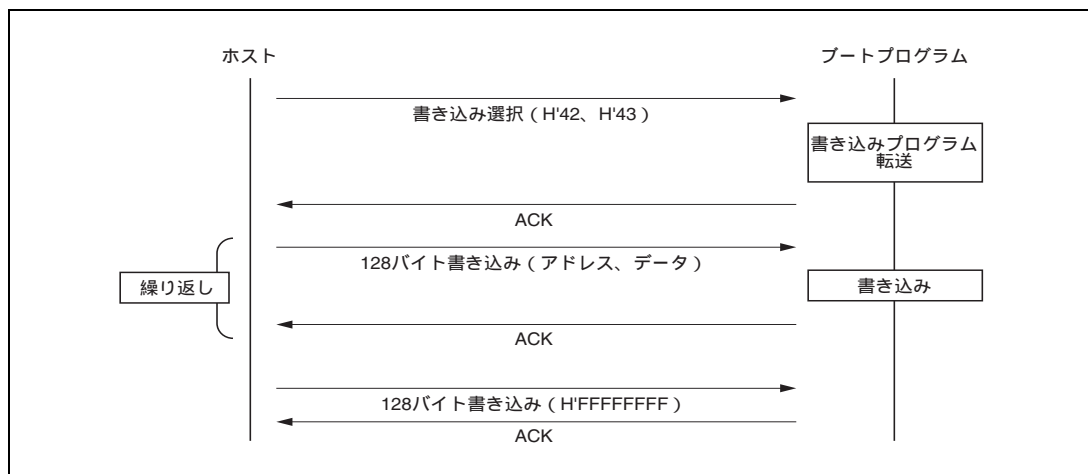 ホスト
ブートプログラム
書き込み選択（H'42、H'43）
書き込みプログラム
転送
ACK
128バイト書き込み（アドレス、データ）
繰り返し
書き込み
ACK
128バイト書き込み（H'FFFFFFFF）
ACK